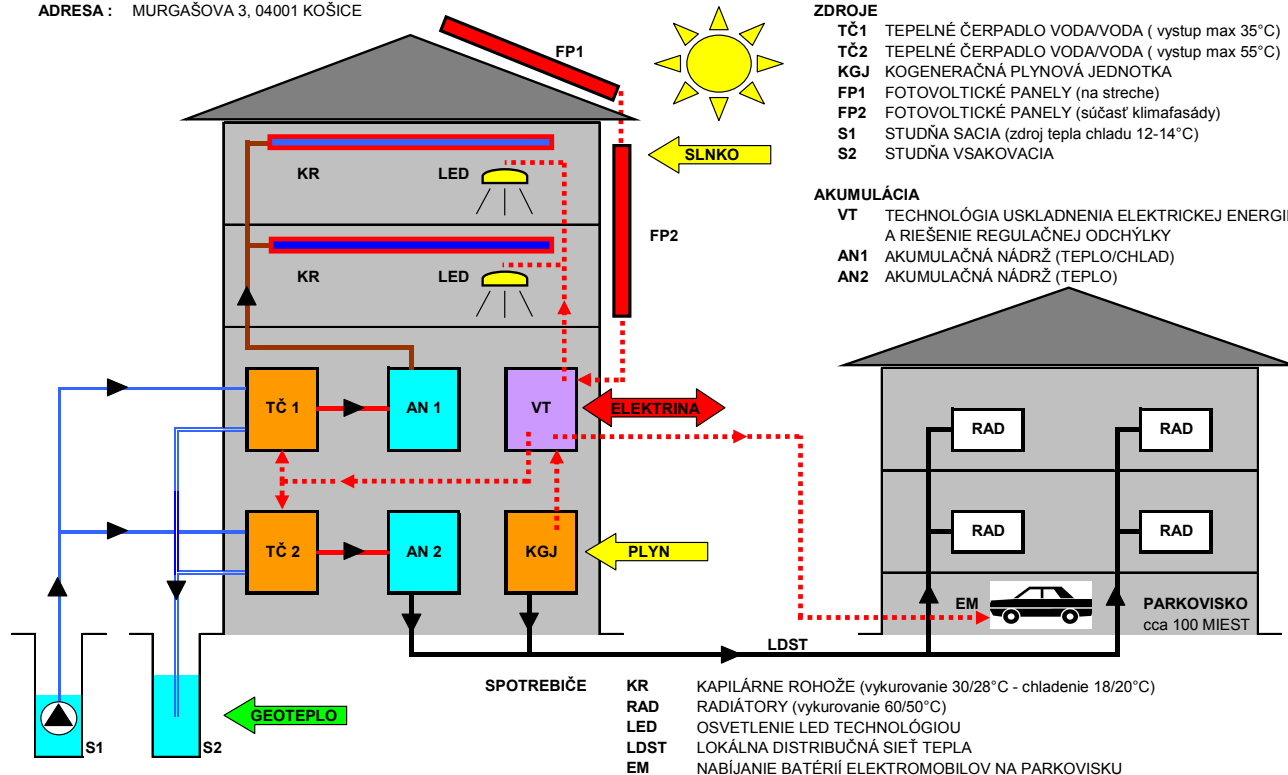 ADRESA : MURGAŠOVA 3, 04001 KOŠICE
ZDROJE
TČ1 TEPELNÉ ČERPADLO VODA/VODA ( vystup max 35°C)
TČ2 TEPELNÉ ČERPADLO VODA/VODA ( vystup max 55°C)
KGJ KOGENERAČNÁ PLYNOVÁ JEDNOTKA
FP1 FOTOVOLTICKÉ PANELY (na streche)
FP2 FOTOVOLTICKÉ PANELY (súčasť klimafasády)
S1 STUDŇA SACIA (zdroj tepla chladu 12-14°C)
S2 STUDŇA VSAKOVACIA
AKUMULÁCIA
VT TECHNOLÓGIA USKLADNENIA ELEKTRICKEJ ENERGI
A RIEŠENIE REGULAČNEJ ODCHÝLKY
AN1 AKUMULAČNÁ NÁDRŽ (TEPLO/CHLAD)
AN2 AKUMULAČNÁ NÁDRŽ (TEPLO)
FP1
SLNKO
KR LED
FP2
KR LED
TČ 1 AN 1 VT ELEKTRINA
TČ 2 AN 2 KGJ PLYN
RAD RAD
RAD RAD
EM PARKOVISKO
cca 100 MIEST
LDST
GEOTEPLO
S1 S2
SPOTREBIČE
KR KAPILÁRNE ROHOŽE (vykurovanie 30/28°C - chladenie 18/20°C)
RAD RADIÁTORY (vykurovanie 60/50°C)
LED OSVETLENIE LED TECHNOLÓGIOU
LDST LOKÁLNA DISTRIBUČNÁ SIEŤ TEPLA
EM NABÍJANIE BATÉRIÍ ELEKTROMOBILOV NA PARKOVISKU